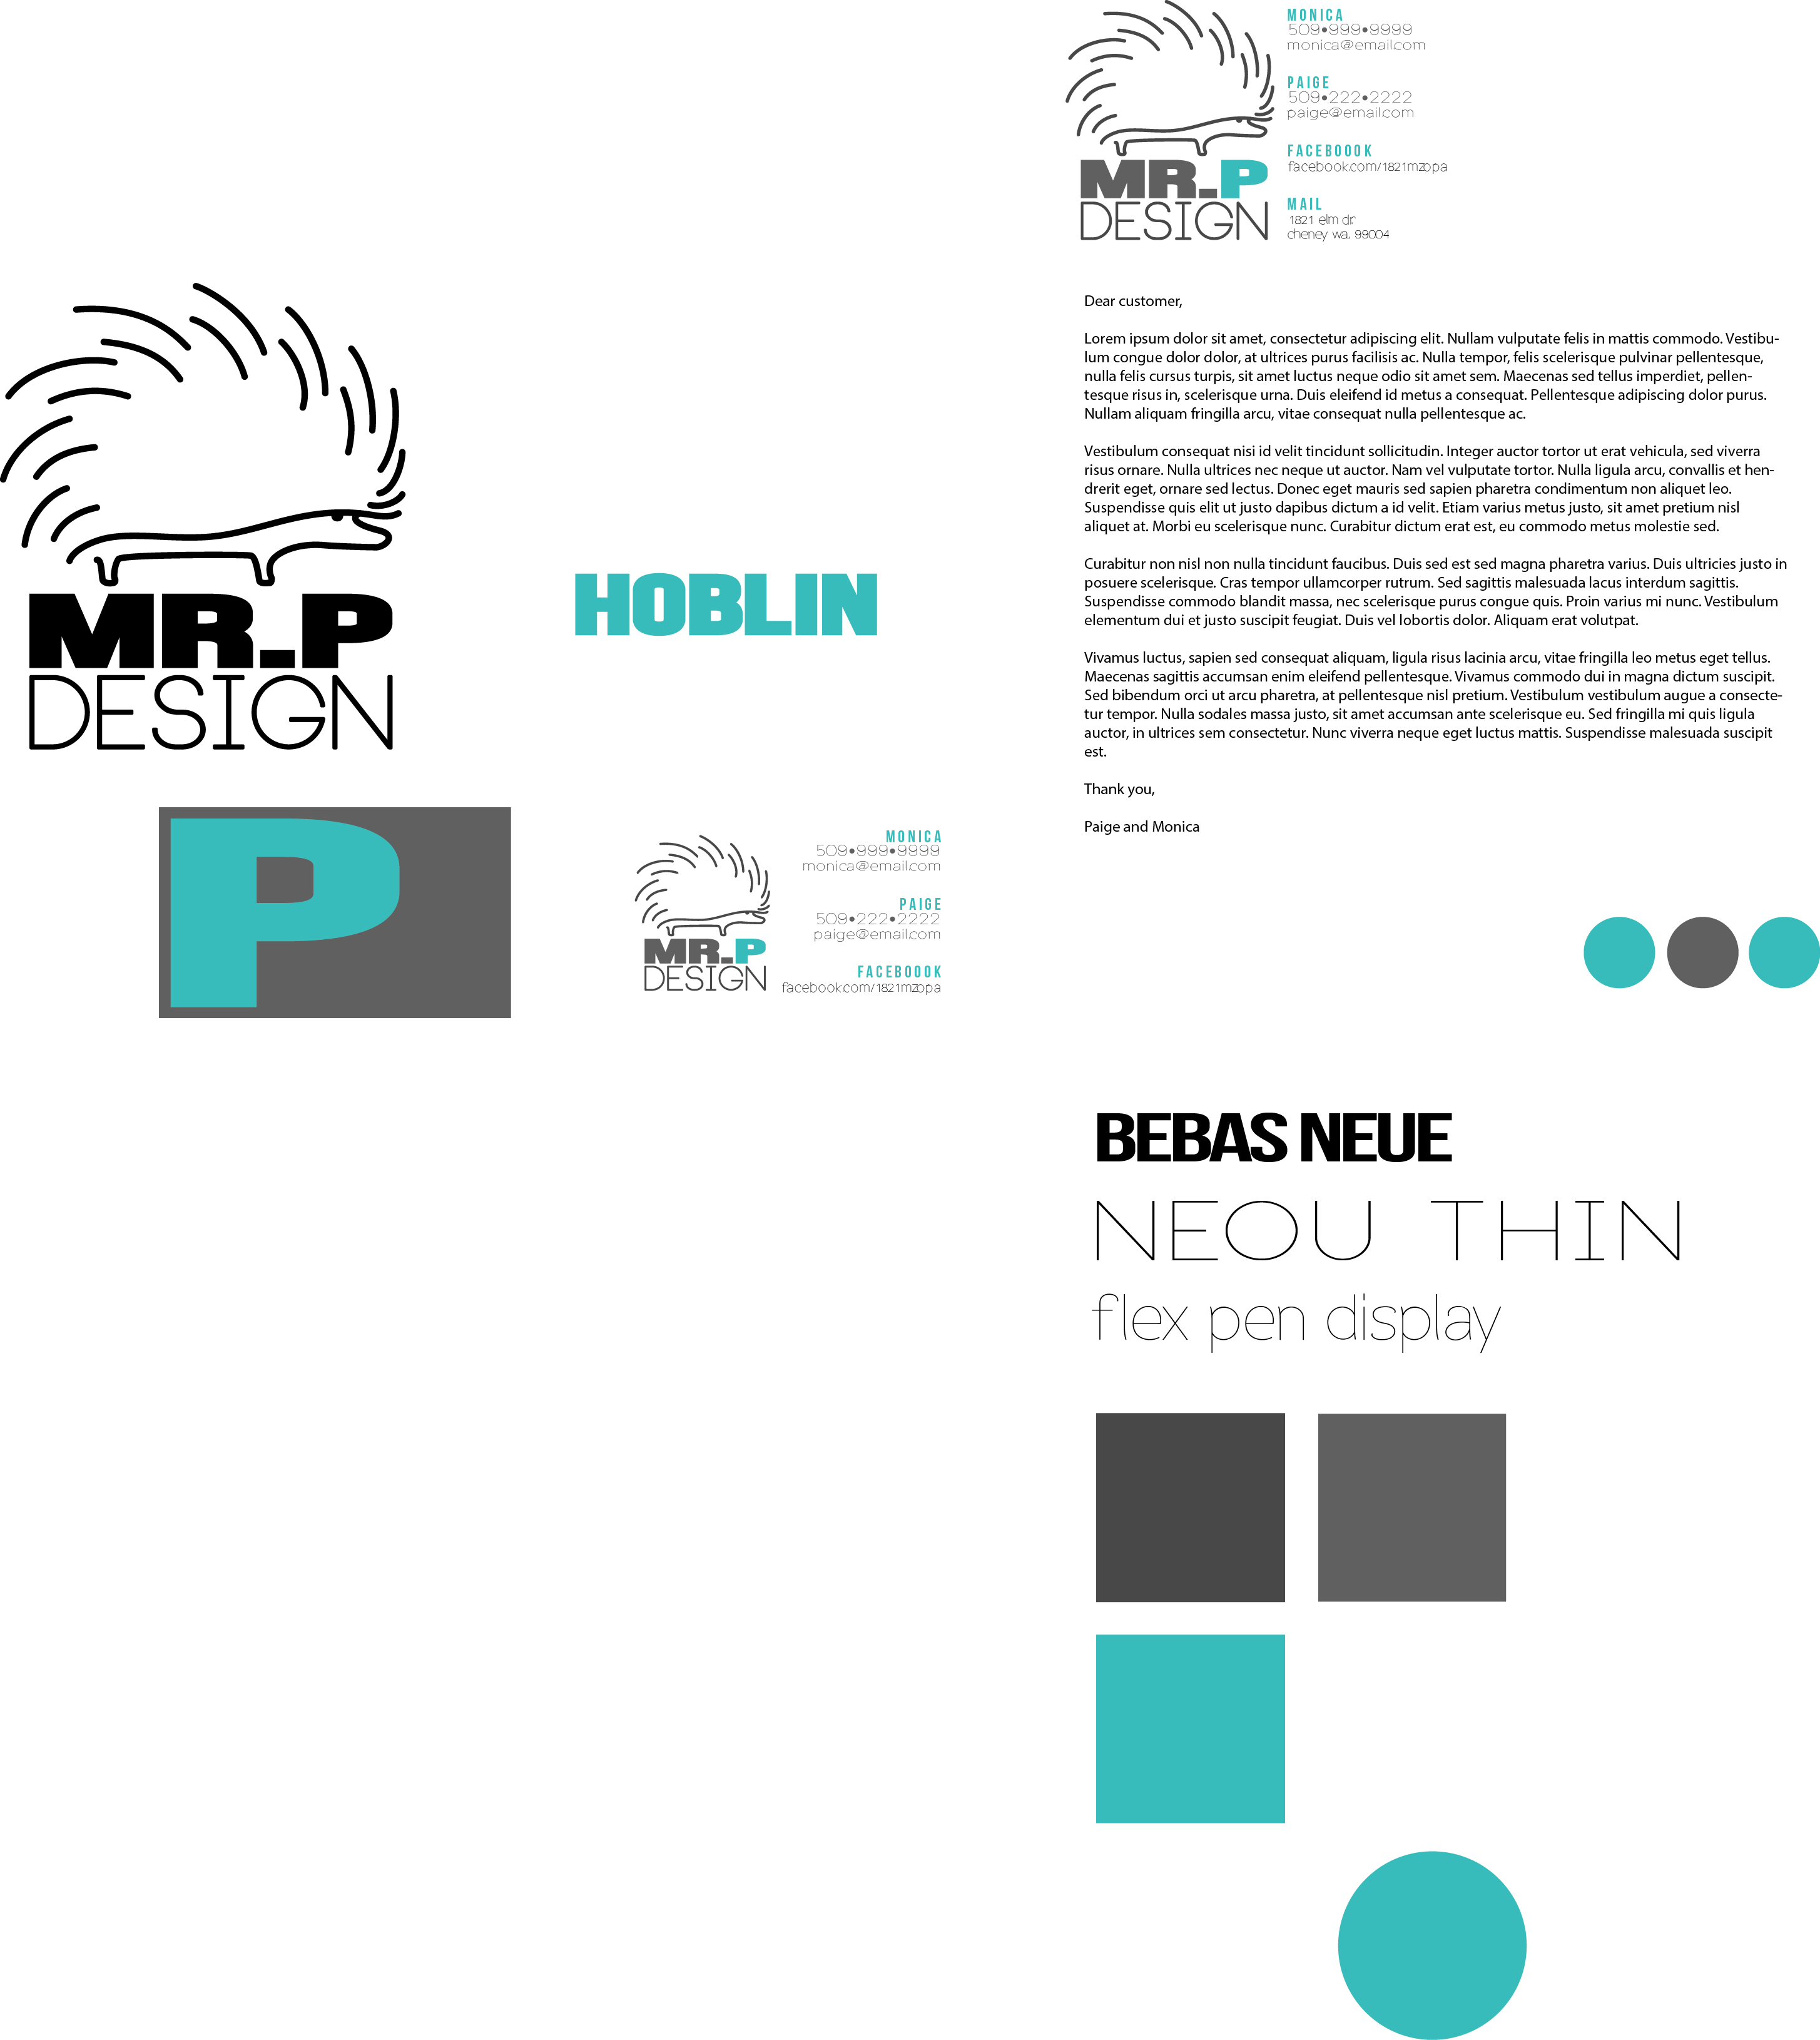 MR.P
DESIGN
HOBLIN
P
MR.P
DESIGN
MONICA
509•999•9999
monica@email.com
PAIGE
509•222•2222
paige@email.com
FACEBOOOK
facebook.com/1821mzopa
MR.P
DESIGN
MONICA
509•999•9999
monica@email.com
PAIGE
509•222•2222
paige@email.com
FACEBOOOK
facebook.com/1821mzopa
MAIL
1821 elm dr
cheney wa. 99004
Dear customer,
Lorem ipsum dolor sit amet, consectetur adipiscing elit. Nullam vulputate felis in mattis commodo. Vestibu-
lum congue dolor dolor, at ultrices purus facilisis ac. Nulla tempor, felis scelerisque pulvinar pellentesque,
nulla felis cursus turpis, sit amet luctus neque odio sit amet sem. Maecenas sed tellus imperdiet, pellen-
tesque risus in, scelerisque urna. Duis eleifend id metus a consequat. Pellentesque adipiscing dolor purus.
Nullam aliquam fringilla arcu, vitae consequat nulla pellentesque ac.
Vestibulum consequat nisi id velit tincidunt sollicitudin. Integer auctor tortor ut erat vehicula, sed viverra
risus ornare. Nulla ultrices nec neque ut auctor. Nam vel vulputate tortor. Nulla ligula arcu, convallis et hen-
drerit eget, ornare sed lectus. Donec eget mauris sed sapien pharetra condimentum non aliquet leo.
Suspendisse quis elit ut justo dapibus dictum a id velit. Etiam varius metus justo, sit amet pretium nisl
aliquet at. Morbi eu scelerisque nunc. Curabitur dictum erat est, eu commodo metus molestie sed.
Curabitur non nisl non nulla tincidunt faucibus. Duis sed est sed magna pharetra varius. Duis ultricies justo in
posuere scelerisque. Cras tempor ullamcorper rutrum. Sed sagittis malesuada lacus interdum sagittis.
Suspendisse commodo blandit massa, nec scelerisque purus congue quis. Proin varius mi nunc. Vestibulum
elementum dui et justo suscipit feugiat. Duis vel lobortis dolor. Aliquam erat volutpat.
Vivamus luctus, sapien sed consequat aliquam, ligula risus lacinia arcu, vitae fringilla leo metus eget tellus.
Maecenas sagittis accumsan enim eleifend pellentesque. Vivamus commodo dui in magna dictum suscipit.
Sed bibendum orci ut arcu pharetra, at pellentesque nisl pretium. Vestibulum vestibulum augue a consecte-
tur tempor. Nulla sodales massa justo, sit amet accumsan ante scelerisque eu. Sed fringilla mi quis ligula
auctor, in ultrices sem consectetur. Nunc viverra neque eget luctus mattis. Suspendisse malesuada suscipit
est.
Thank you,
Paige and Monica
BEBAS NEUE
NEOU THIN
flex pen display